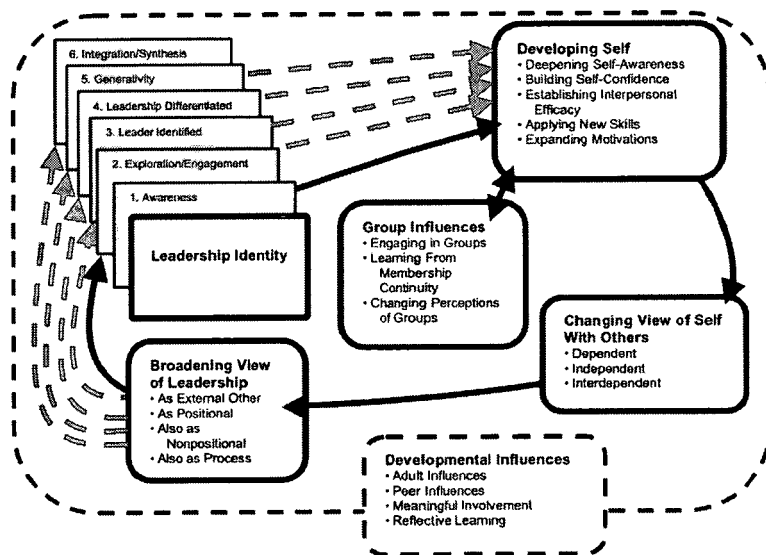 6. Integration/Synthesis
5. Generativity
4. Leadership Differentiated
3. Leader Identified
2. Exploration/Engagement
1. Awareness
Leadership Identity
Developing Self
• Deepening Self-Awareness
• Building Self-Confidence
• Establishing Interpersonal
Efficacy
• Applying New Skills
• Expanding Motivations
Group Influences
• Engaging in Groups
• Learning From
Membership
Continuity
• Changing Perceptions
of Groups
Changing View of Self
With Others
• Dependent
• Independent
• Interdependent
Broadening View
of Leadership
• As External Other
• As Positional
• Also as
Nonpositional
• Also as Process
Developmental Influences
• Adult Influences
• Peer Influences
• Meaningful Involvement
• Reflective Learning